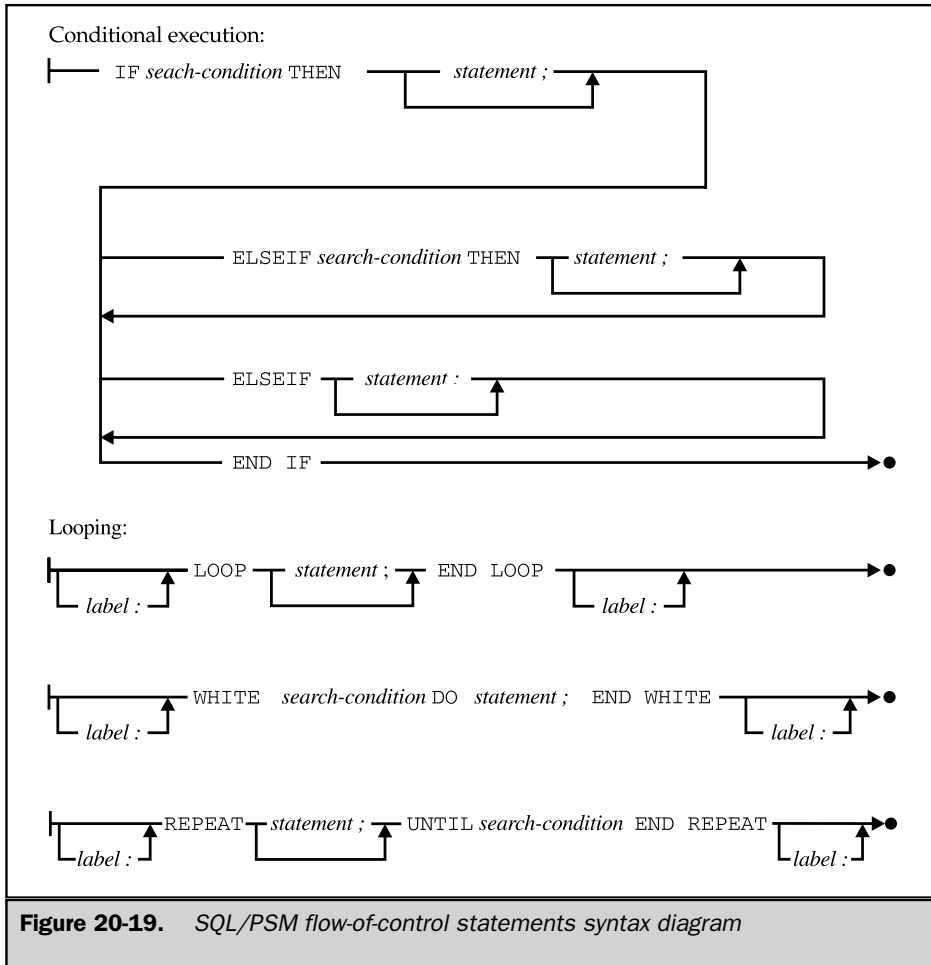 Conditional execution:
IF seach-condition THEN statement ;
ELSEIF search-condition THEN statement ;
ELSEIF statement :
END IF
Looping:
LOOP statement ; END LOOP
label : label :
WHITE search-condition DO statement ; END WHITE
label : label :
REPEAT statement ; UNTIL search-condition END REPEAT
label : label :
Figure 20-19. SQL/PSM flow-of-control statements syntax diagram